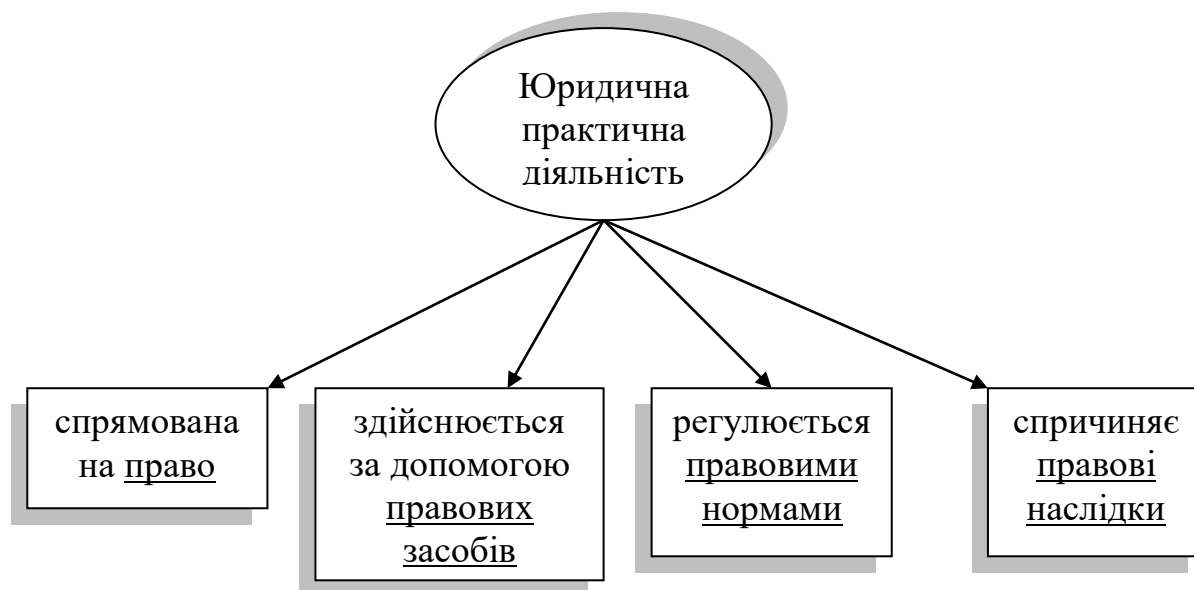 Юридична
практична
діяльність
спрямована
на право
здійснюється
за допомогою
правових
засобів
регулюється
правовими
нормами
спричиняє
правові
наслідки